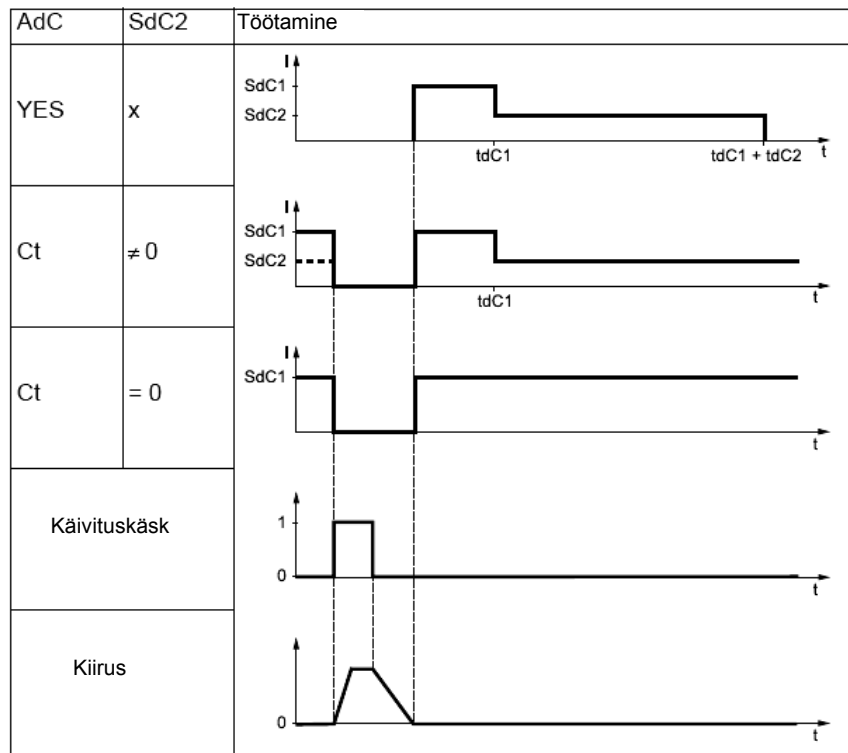 AdC SdC2 Töötamine
YES x
I
SdC1
SdC2
tdC1 tdC1 + tdC2 t
Ct ≠ 0
I
SdC1
SdC2
tdC1 t
Ct = 0
I
SdC1
t
Käivituskäsk
1
0
t
Kiirus
0
t